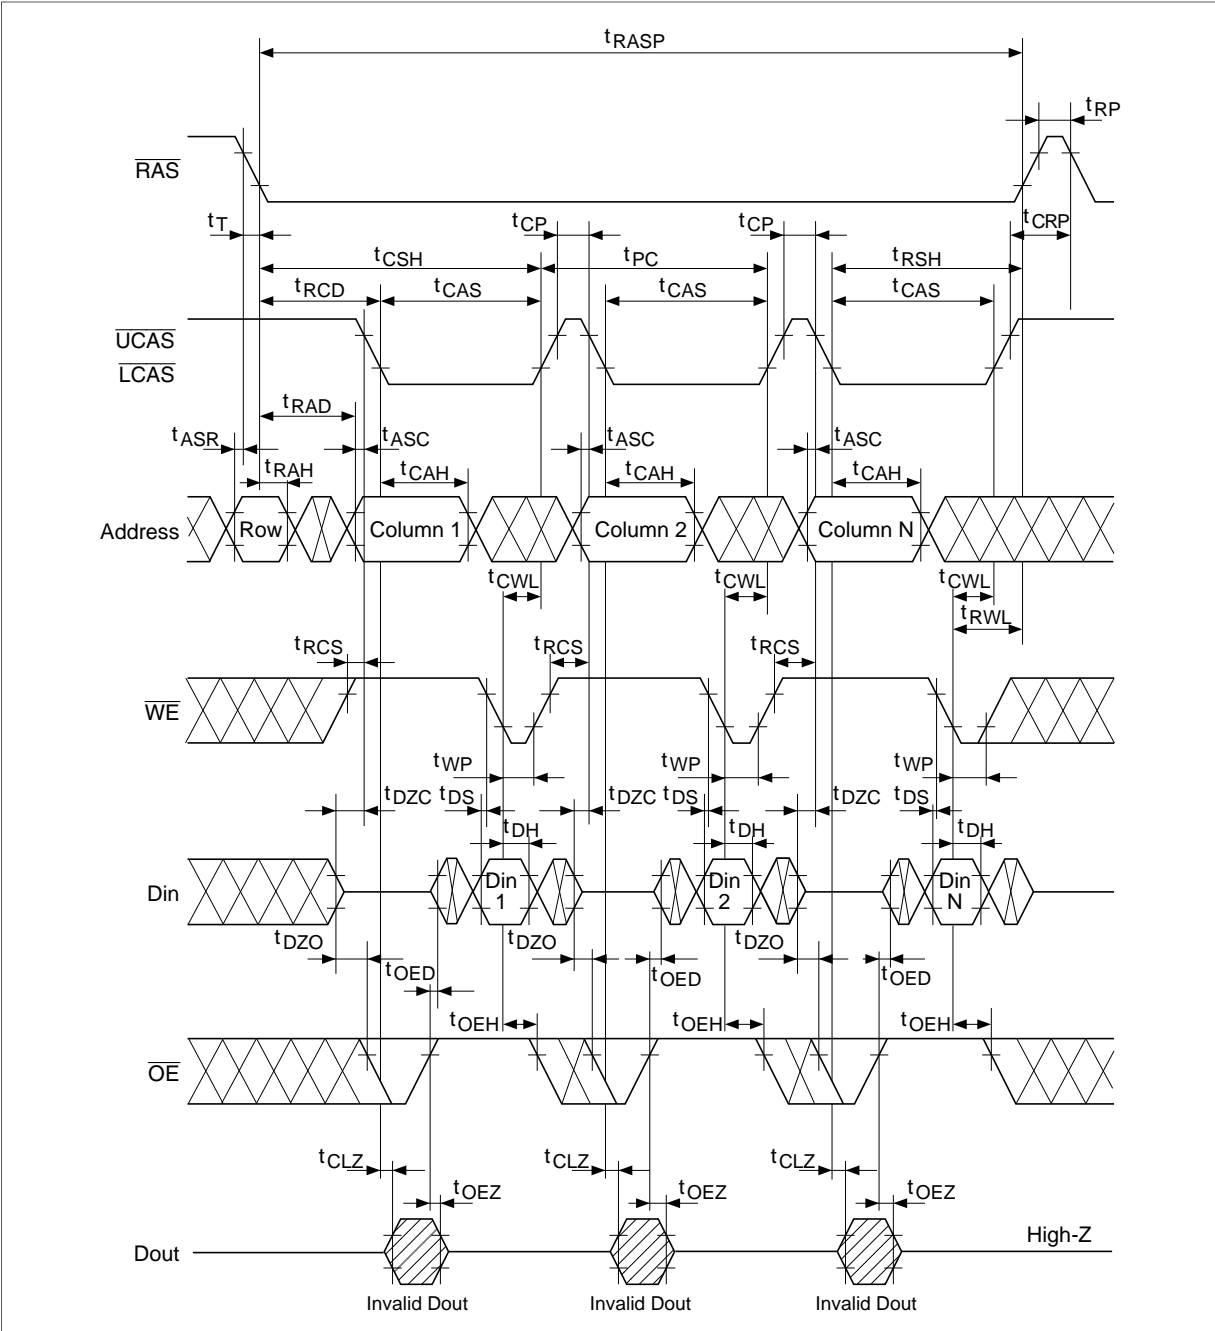 tRASP
tRP
RAS
tT tCP tCP tCRP
tCSH tPC tRSH
tRCD tCAS tCAS tCAS
UCAS
LCAS
tRAD
tASR tASC tASC tASC
tRAH tCAH tCAH tCAH
Address Row Column 1 Column 2 Column N
tCWL tCWL tCWL
tRWL
tRCS tRCS tRCS
WE
tWP tWP tWP
tDZC tDS tDZC tDS tDZC tDS
tDH tDH tDH
Din Din 1 Din 2 Din N
tDZO tDZO tDZO
tOED tOED tOED
tOEH tOEH tOEH
OE
tCLZ tCLZ tCLZ
tOEZ tOEZ tOEZ
High-Z
Dout
Invalid Dout Invalid Dout Invalid Dout